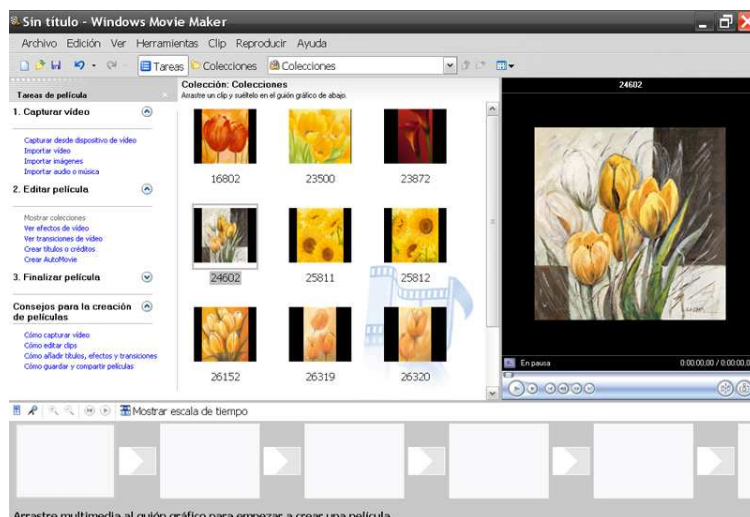 Sin título - Windows Movie Maker
Archivo Edición Ver Herramientas Clip Reproducir Ayuda
Tareas Colecciones Colecciones
Tareas de película
1. Capturar vídeo
Capturar desde dispositivo de vídeo
Importar vídeo
Importar imágenes
Importar audio o música
2. Editar película
Mostrar colecciones
Ver efectos de vídeo
Ver transiciones de vídeo
Crear títulos o créditos
Crear AutoMovie
3. Finalizar película
Consejos para la creación
de películas
Cómo capturar vídeo
Cómo editar clips
Cómo añadir títulos, efectos y transiciones
Cómo guardar y compartir películas
Colección: Colecciones
Arrastre un clip y suéltelo en el guión gráfico de abajo.
16802 23500 23872
24602 25811 25812
26152 26319 26320
24602
En pausa 0:00:00,00 / 0:00:00,0
Mostrar escala de tiempo
Arrastre multimedia al guión gráfico para empezar a crear una película.